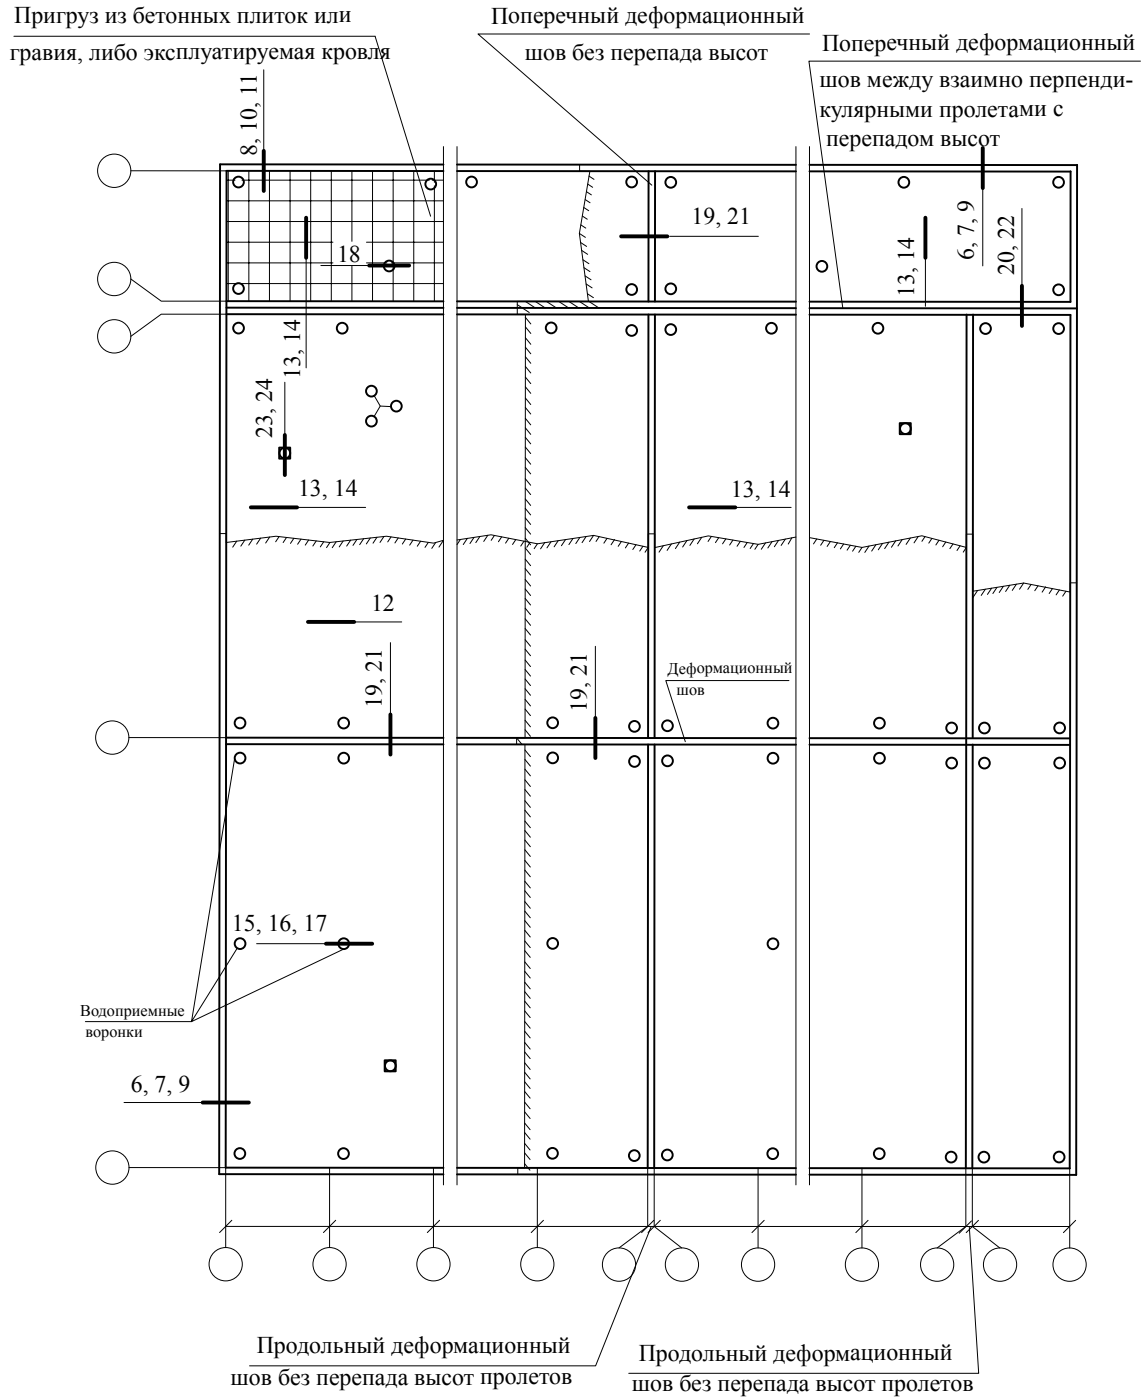 Пригруз из бетонных плиток или
гравия, либо эксплуатируемая кровля
Поперечный деформационный
шов без перепада высот
Поперечный деформационный
шов между взаимно перпенди-
кулярными пролетами с
перепадом высот
8, 10, 11
19, 21
18
13, 14
6, 7, 9
20, 22
13, 14
23, 24
13, 14
13, 14
12
19, 21
19, 21
Деформационный
шов
15, 16, 17
Водоприемные
воронки
6, 7, 9
Продольный деформационный
шов без перепада высот пролетов
Продольный деформационный
шов без перепада высот пролетов